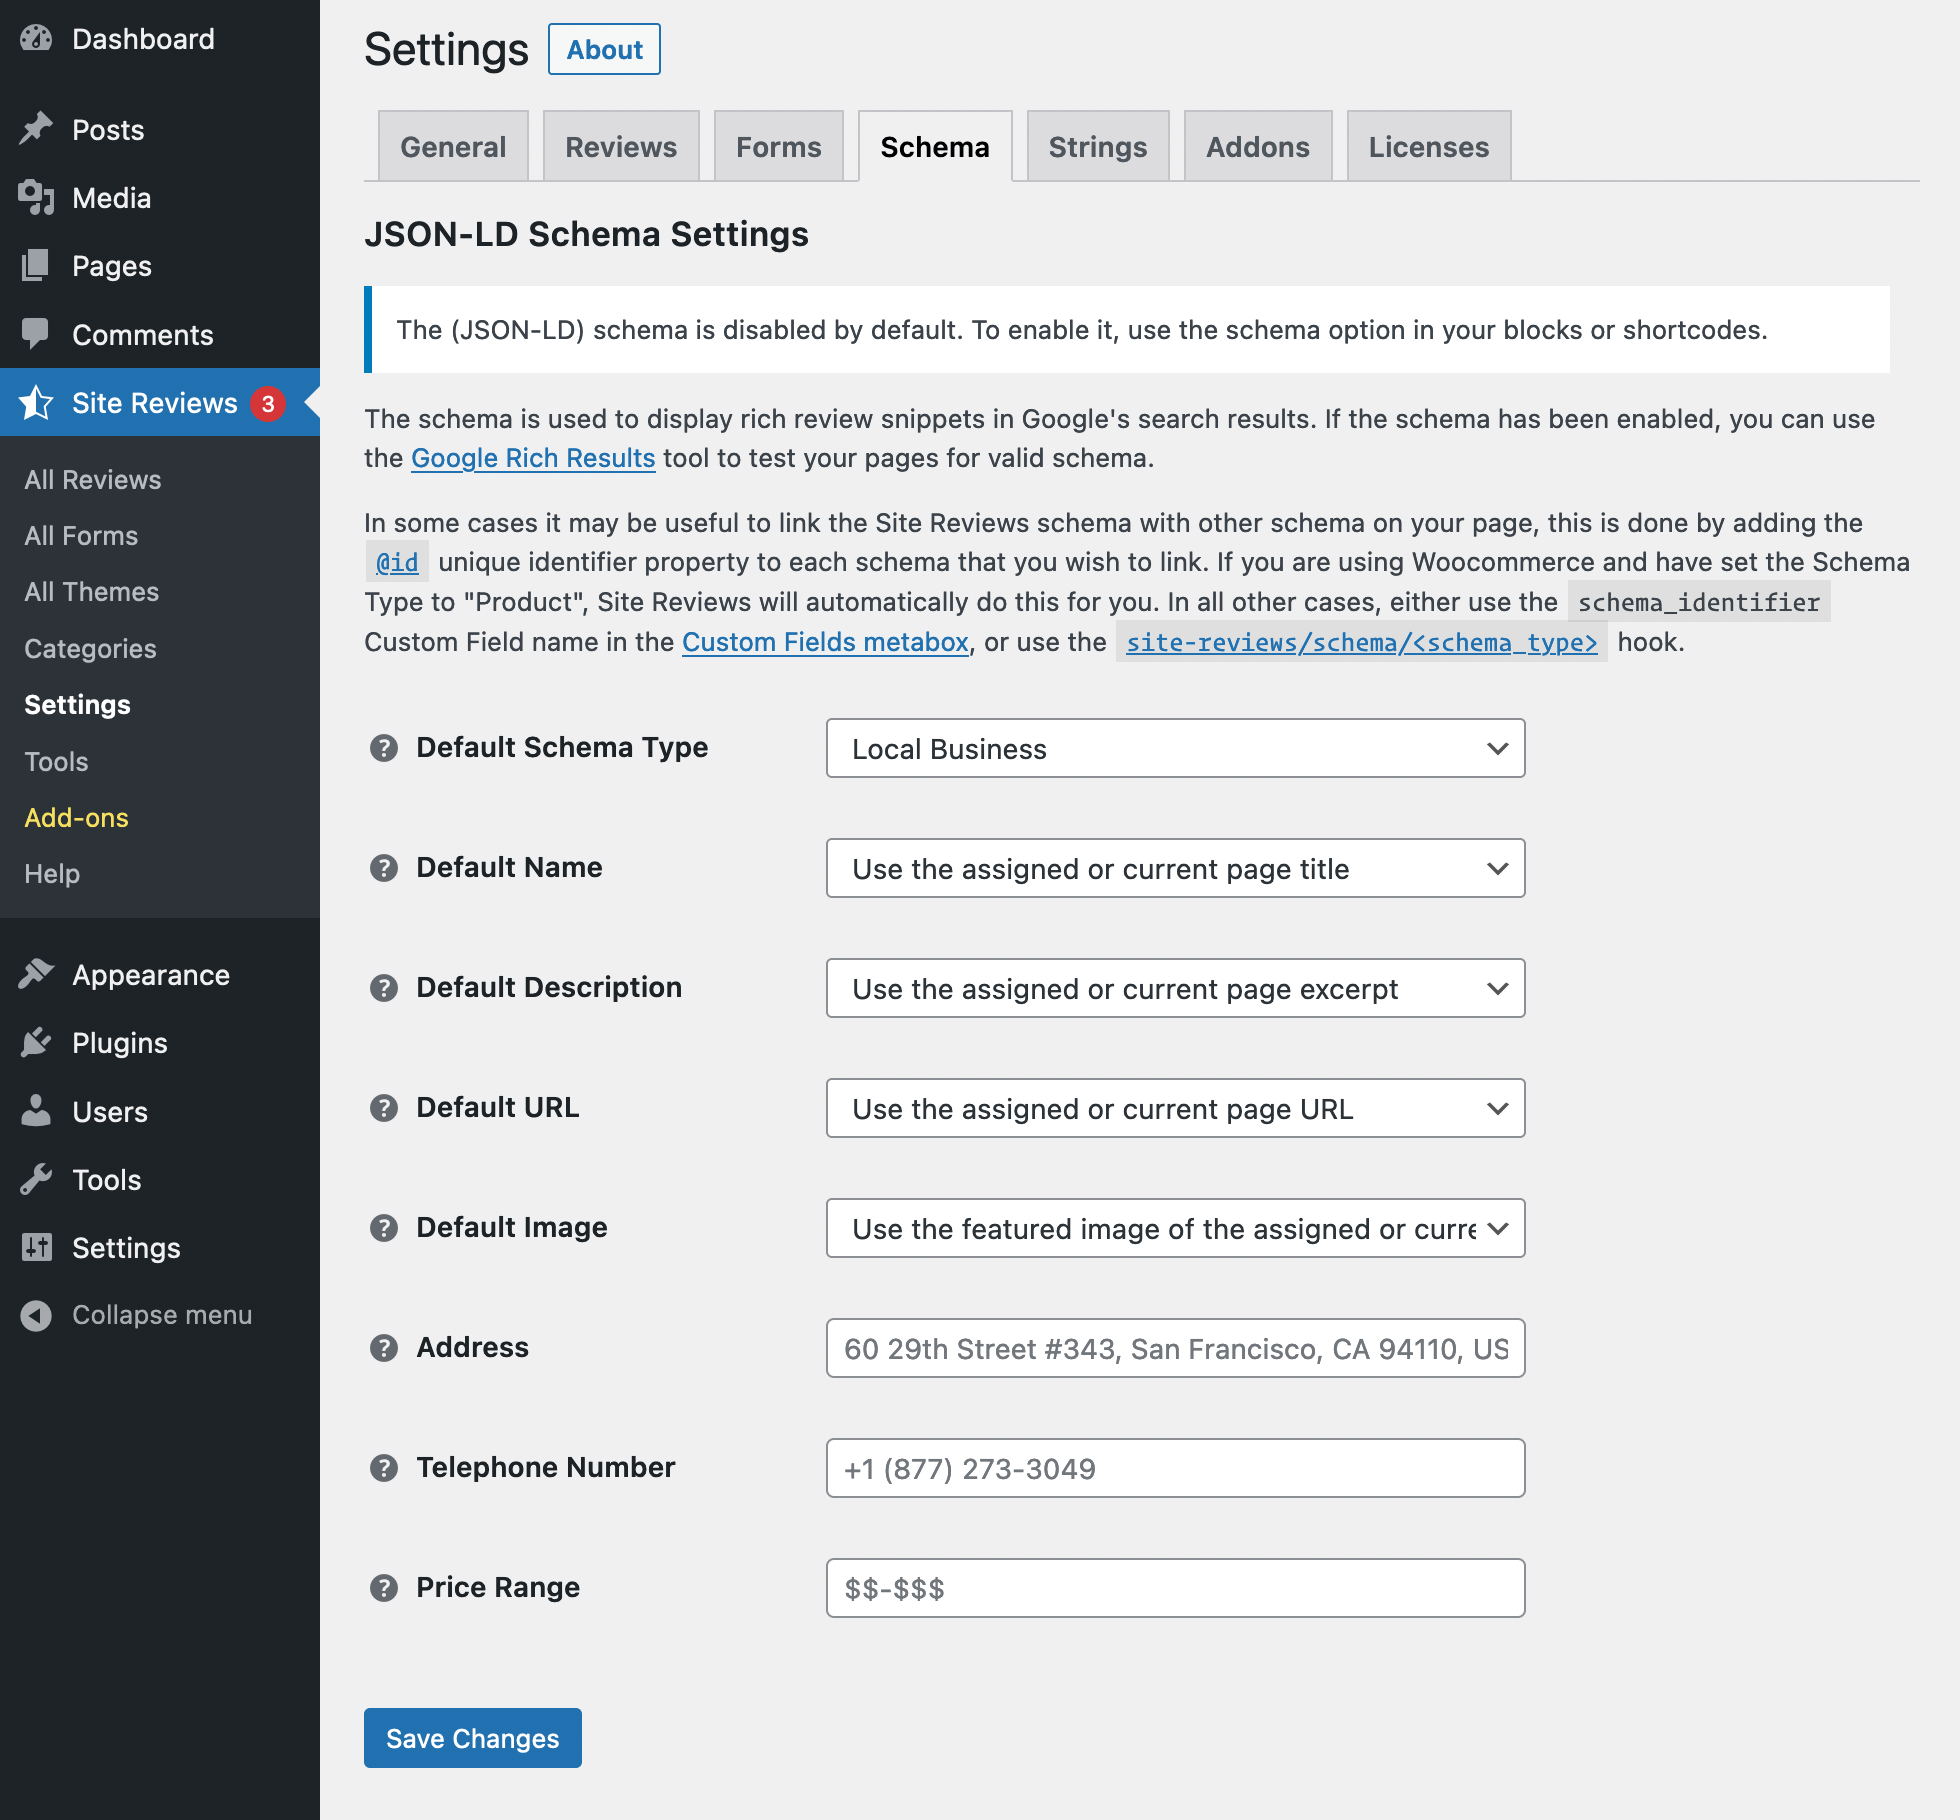 Dashboard
Posts
Media
Pages
Comments
Site Reviews 3
All Reviews
All Forms
All Themes
Categories
Settings
Tools
Add-ons
Help
Appearance
Plugins
Users
Tools
Settings
Collapse menu
Settings About
General Reviews Forms Schema Strings Addons Licenses
JSON-LD Schema Settings
The (JSON-LD) schema is disabled by default. To enable it, use the schema option in your blocks or shortcodes.
The schema is used to display rich review snippets in Google's search results. If the schema has been enabled, you can use
the Google Rich Results tool to test your pages for valid schema.
In some cases it may be useful to link the Site Reviews schema with other schema on your page, this is done by adding the
@id unique identifier property to each schema that you wish to link. If you are using Woocommerce and have set the Schema
Type to "Product", Site Reviews will automatically do this for you. In all other cases, either use the schema_identifier
Custom Field name in the Custom Fields metabox, or use the site-reviews/schema/<schema_type> hook.
? Default Schema Type Local Business
? Default Name Use the assigned or current page title
? Default Description Use the assigned or current page excerpt
? Default URL Use the assigned or current page URL
? Default Image Use the featured image of the assigned or curre
? Address 60 29th Street #343, San Francisco, CA 94110, US
? Telephone Number +1 (877) 273-3049
? Price Range $$-$$$
Save Changes